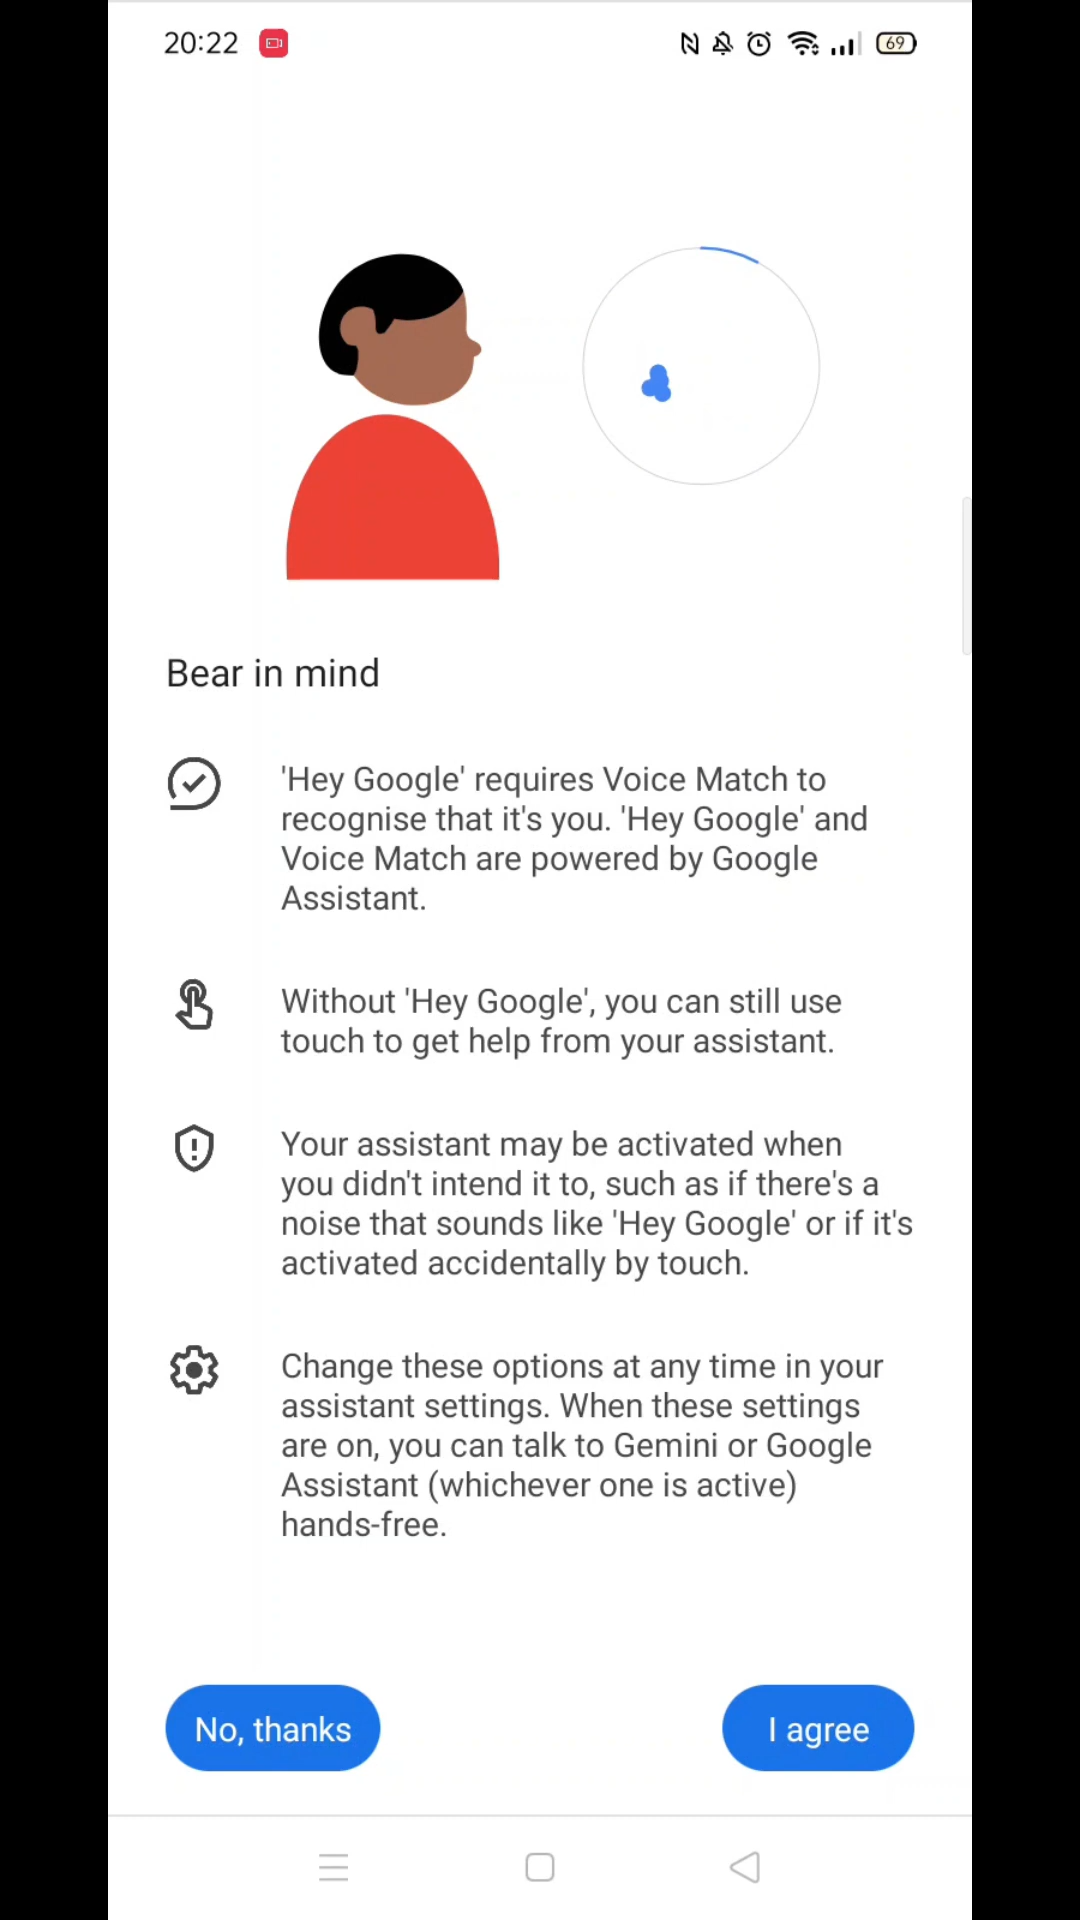 20:22
69
Bear in mind
'Hey Google' requires Voice Match to
recognise that it's you. 'Hey Google' and
Voice Match are powered by Google
Assistant.
Without 'Hey Google', you can still use
touch to get help from your assistant.
Your assistant may be activated when
you didn't intend it to, such as if there's a
noise that sounds like 'Hey Google' or if it's
activated accidentally by touch.
Change these options at any time in your
assistant settings. When these settings
are on, you can talk to Gemini or Google
Assistant (whichever one is active)
hands-free.
No, thanks
I agree